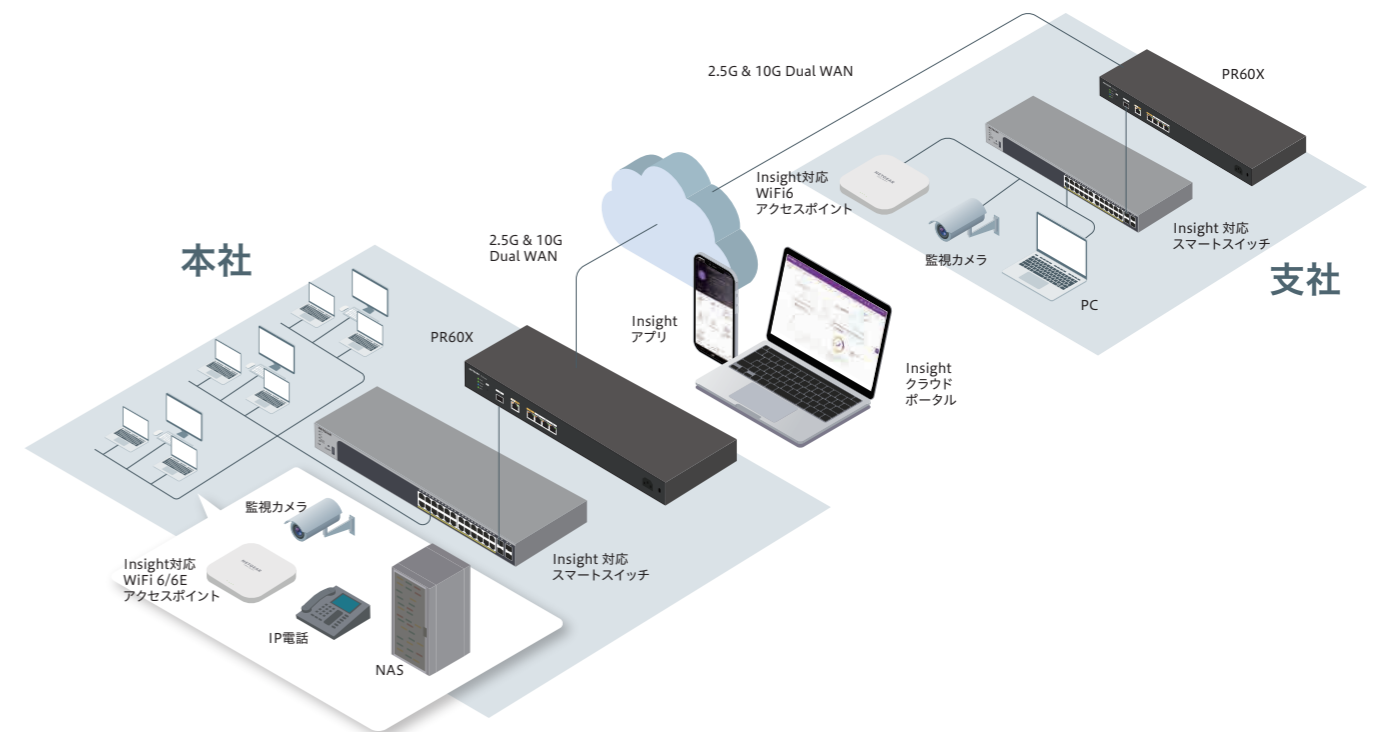 2.5G & 10G Dual WAN
PR60X
Insight対応
WiFi6
アクセスポイント
監視カメラ
PC
Insight 対応
スマートスイッチ
支社
本社
2.5G & 10G
Dual WAN
Insight
アプリ
PR60X
Insight
クラウド
ポータル
監視カメラ
Insight対応
WiFi 6/6E
アクセスポイント
IP電話
NAS
Insight 対応
スマートスイッチ
NETGEAR
NETGEAR